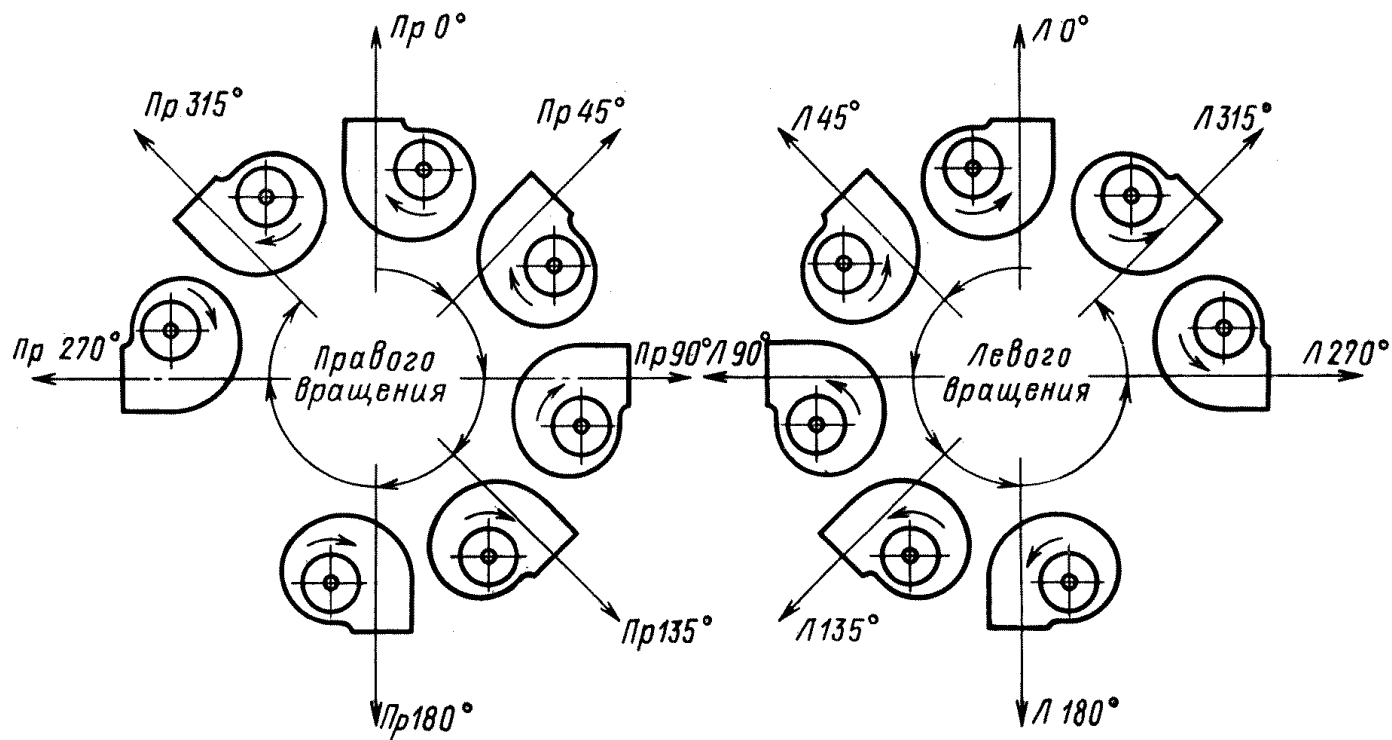 Пр 0°
Л 0°
Пр 315°
Пр 45°
Л 45°
Л 315°
Пр 270°
Правого
вращения
Пр 90°
Л 90°
Левого
вращения
Л 270°
Пр 135°
Л 135°
Пр 180°
Л 180°